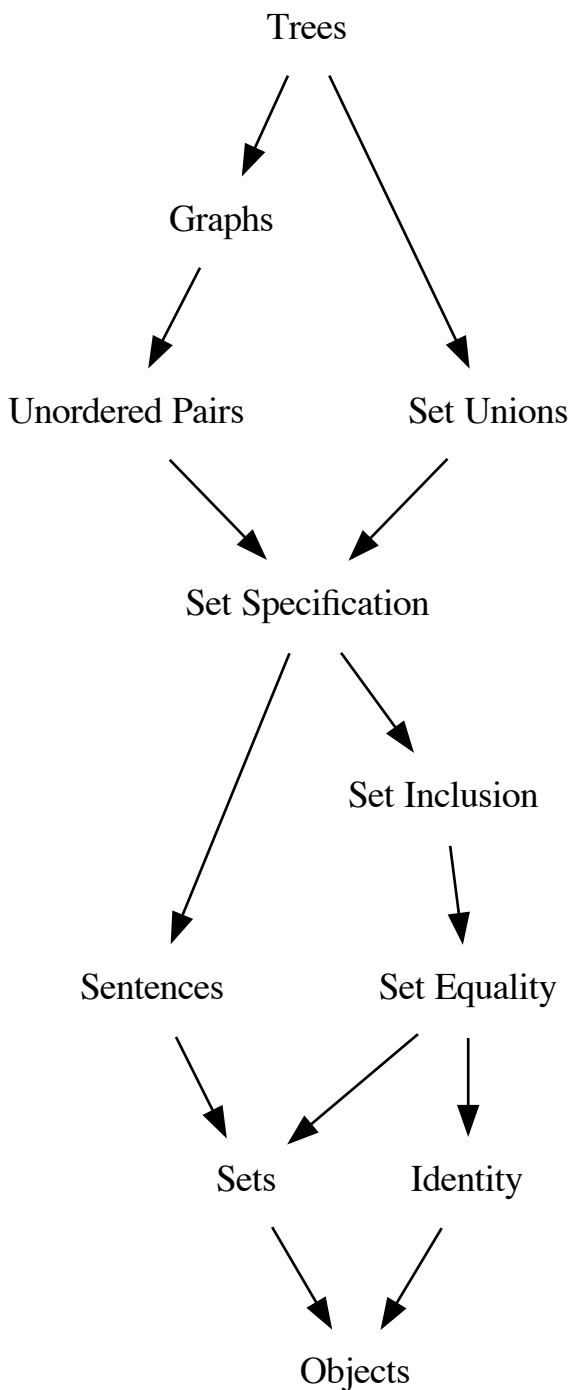 Trees
Graphs
Unordered Pairs
Set Unions
Set Specification
Set Inclusion
Sentences
Set Equality
Sets
Identity
Objects